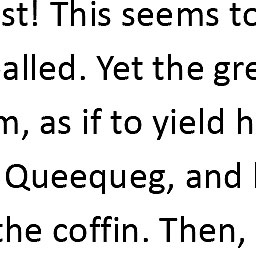 st! This seems to
alled. Yet the gre
m, as if to yield h
Queequeg, and
the coffin. Then,